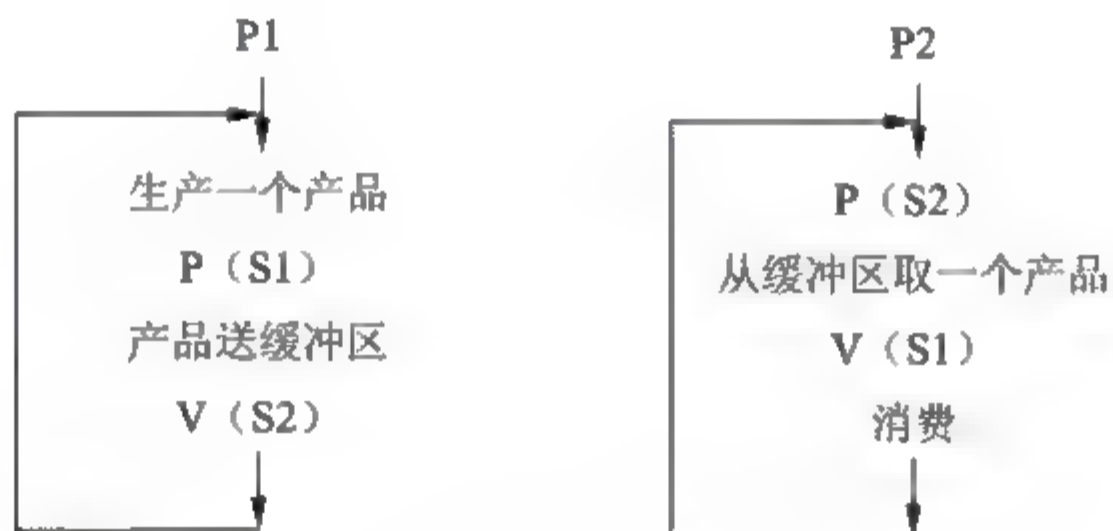 P1
生产一个产品
P（S1）
产品送缓冲区
V（S2）
P2
P（S2）
从缓冲区取一个产品
V（S1）
消费